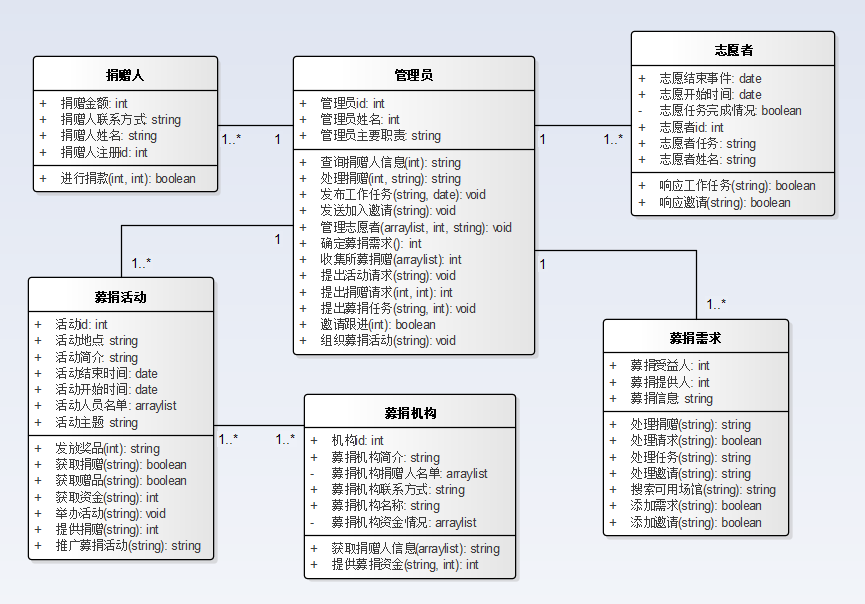 捐赠人
+ 捐赠金额: int
+ 捐赠人联系方式: string
+ 捐赠人姓名: string
+ 捐赠人注册id: int
+ 进行捐款(int, int): boolean
1..*
1
管理员
+ 管理员id: int
+ 管理员姓名: int
+ 管理员主要职责: string
+ 查询捐赠人信息(int): string
+ 处理捐赠(int, string): string
+ 发布工作任务(string, date): void
+ 发送加入邀请(string): void
+ 管理志愿者(arraylist, int, string): void
+ 确定募捐需求(): int
+ 收集所募捐赠(arraylist): int
+ 提出活动请求(string): void
+ 提出捐赠请求(int, int): int
+ 提出募捐任务(string, int): void
+ 邀请跟进(int): boolean
+ 组织募捐活动(string): void
1
1..*
志愿者
+ 志愿结束事件: date
+ 志愿开始时间: date
- 志愿任务完成情况: boolean
+ 志愿者id: int
+ 志愿者任务: string
+ 志愿者姓名: string
+ 响应工作任务(string): boolean
+ 响应邀请(string): boolean
1
1..*
1
1..*
募捐活动
+ 活动id: int
+ 活动地点: string
+ 活动简介: string
+ 活动结束时间: date
+ 活动开始时间: date
+ 活动人员名单: arraylist
+ 活动主题: string
+ 发放奖品(int): string
+ 获取捐赠(string): boolean
+ 获取赠品(string): boolean
+ 获取资金(string): int
+ 举办活动(string): void
+ 提供捐赠(string): int
+ 推广募捐活动(string): string
1..*
1..*
募捐机构
+ 机构id: int
+ 募捐机构简介: string
- 募捐机构捐赠人名单: arraylist
+ 募捐机构联系方式: string
+ 募捐机构名称: string
- 募捐机构资金情况: arraylist
+ 获取捐赠人信息(arraylist): string
+ 提供募捐资金(string, int): int
募捐需求
+ 募捐受益人: int
+ 募捐提供人: int
+ 募捐信息: string
+ 处理捐赠(string): string
+ 处理请求(string): boolean
+ 处理任务(string): string
+ 处理邀请(string): string
+ 搜索可用场馆(string): string
+ 添加需求(string): boolean
+ 添加邀请(string): boolean